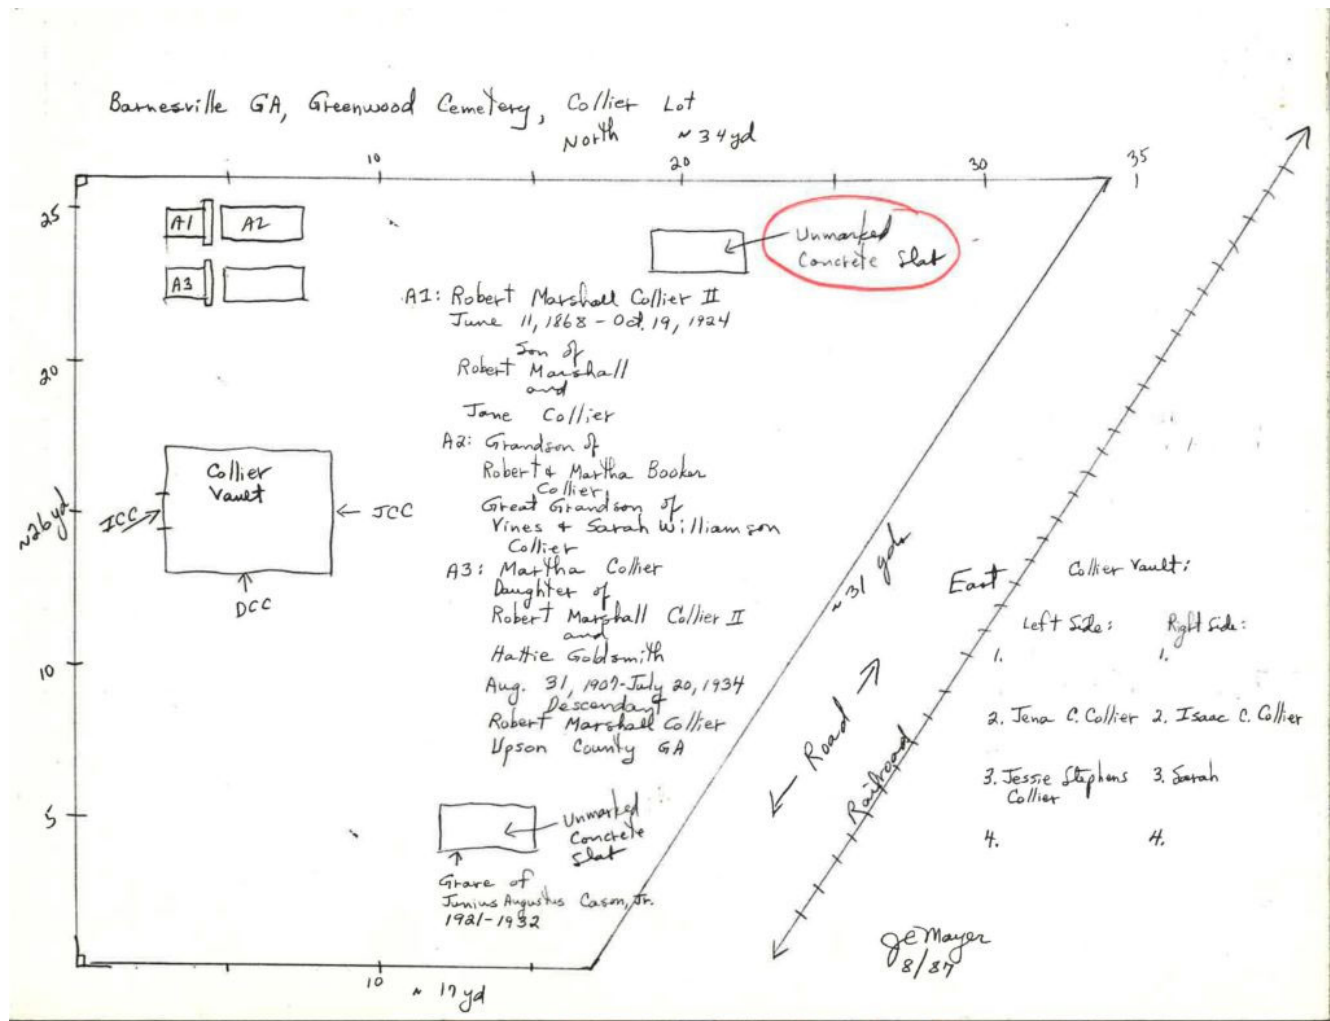 Barnesville GA, Greenwood Cemetery, Collier Lot
North ~34yd
10
20
30
35
25
A1
A2
A3
Unmarked
Concrete Slat
A1: Robert Marshall Collier II
June 11, 1868 - Oct. 19, 1924
Son of
Robert Marshall
and
Jane Collier
A2: Grandson of
Robert & Martha Booker
Collier
Great Grandson of
Vines & Sarah Williamson
Collier
A3: Martha Collier
Daughter of
Robert Marshall Collier II
and
Hattie Goldsmith
Aug. 31, 1907-July 20, 1934
Descendant
Robert Marshall Collier
Upson County GA
20
Collier
Vault
~26yd
ICC
JCC
DCC
10
5
~31 yds
East
Road
Railroad
Collier Vault:
Left Side:
1.
2. Jena C. Collier
3. Jessie Stephens
Collier
4.
Right Side:
1.
2. Isaac C. Collier
3. Sarah
4.
Unmarked
Concrete
Slat
Grave of
Junius Augustus Cason, Jr.
1921-1932
10
~17yd
JE Mayer
8/87